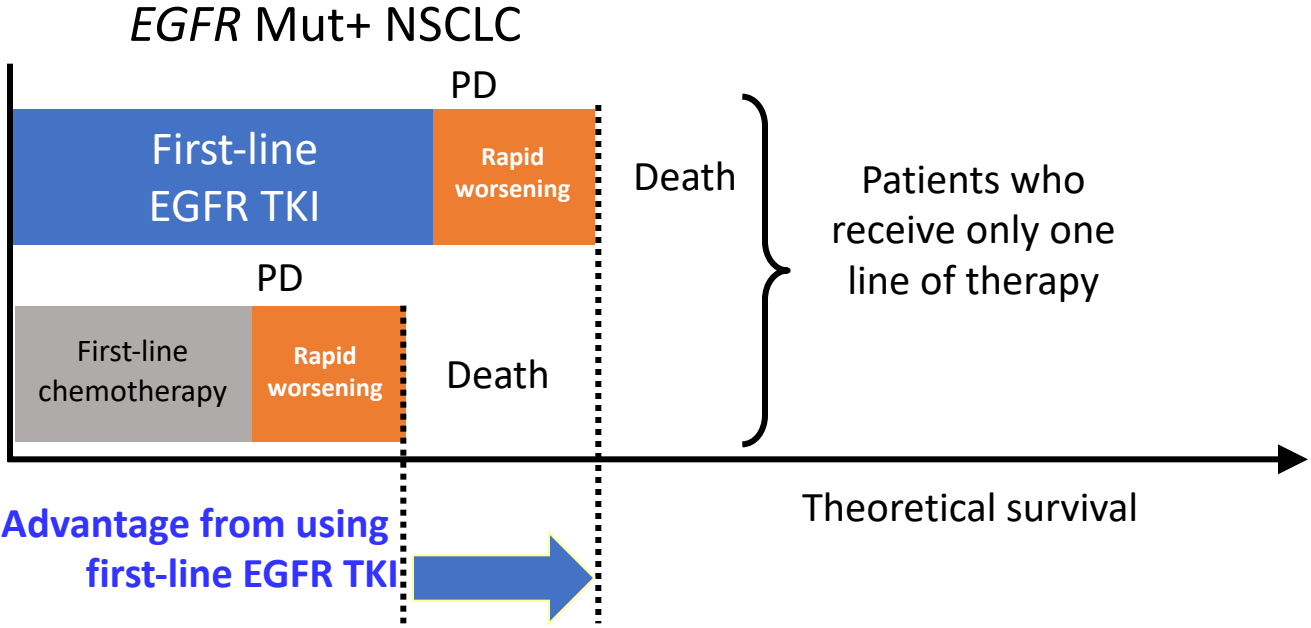 EGFR Mut+ NSCLC
PD
First-line
EGFR TKI
Rapid
worsening
Death
Patients who
receive only one
line of therapy
PD
First-line
chemotherapy
Rapid
worsening
Death
Theoretical survival
Advantage from using
first-line EGFR TKI